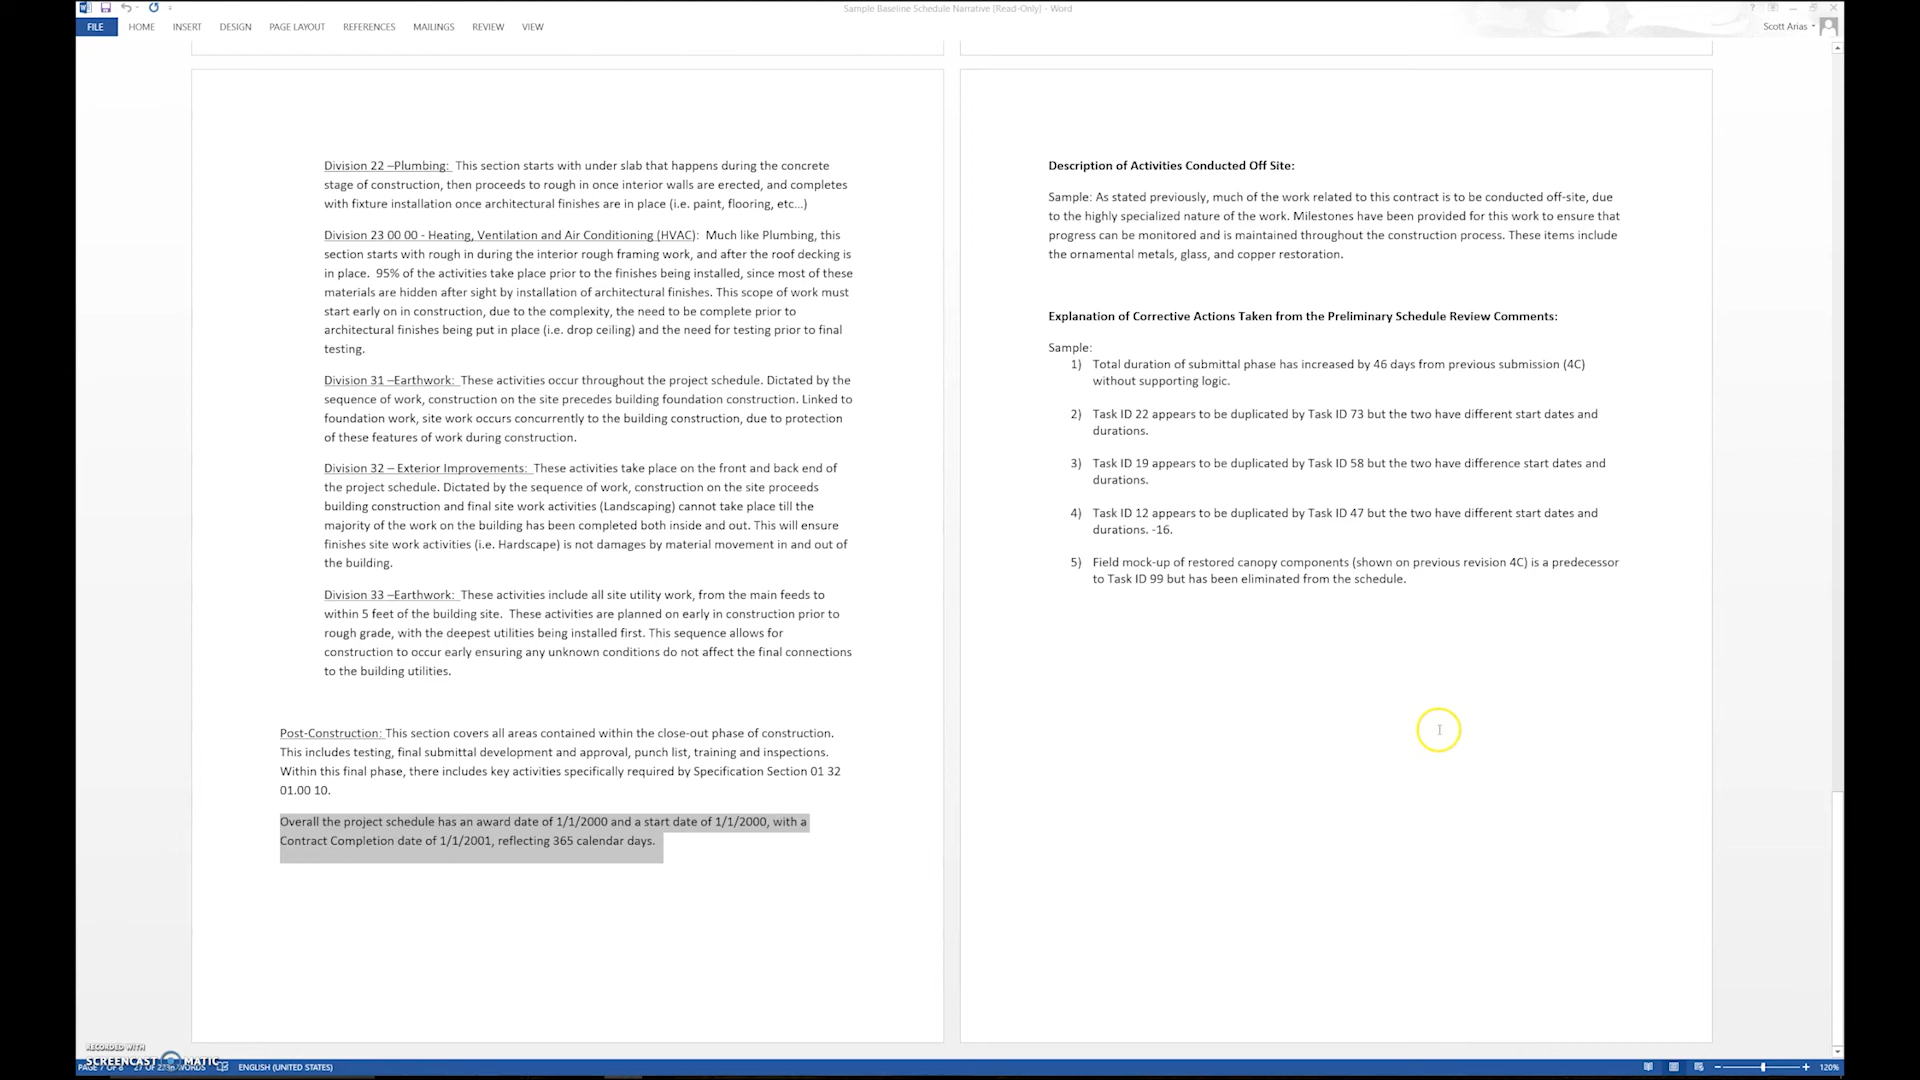 Sample Baseline Schedule Narrative [Read-Only] - Word
FILE HOME INSERT DESIGN PAGE LAYOUT REFERENCES MAILINGS REVIEW VIEW
Scott Arias
Division 22 –Plumbing: This section starts with under slab that happens during the concrete
stage of construction, then proceeds to rough in once interior walls are erected, and completes
with fixture installation once architectural finishes are in place (i.e. paint, flooring, etc...)
Division 23 00 00 - Heating, Ventilation and Air Conditioning (HVAC): Much like Plumbing, this
section starts with rough in during the interior rough framing work, and after the roof decking is
in place. 95% of the activities take place prior to the finishes being installed, since most of these
materials are hidden after sight by installation of architectural finishes. This scope of work must
start early on in construction, due to the complexity, the need to be complete prior to
architectural finishes being put in place (i.e. drop ceiling) and the need for testing prior to final
testing.
Division 31 –Earthwork: These activities occur throughout the project schedule. Dictated by the
sequence of work, construction on the site precedes building foundation construction. Linked to
foundation work, site work occurs concurrently to the building construction, due to protection
of these features of work during construction.
Division 32 – Exterior Improvements: These activities take place on the front and back end of
the project schedule. Dictated by the sequence of work, construction on the site proceeds
building construction and final site work activities (Landscaping) cannot take place till the
majority of the work on the building has been completed both inside and out. This will ensure
finishes site work activities (i.e. Hardscape) is not damages by material movement in and out of
the building.
Division 33 –Earthwork: These activities include all site utility work, from the main feeds to
within 5 feet of the building site. These activities are planned on early in construction prior to
rough grade, with the deepest utilities being installed first. This sequence allows for
construction to occur early ensuring any unknown conditions do not affect the final connections
to the building utilities.
Post-Construction: This section covers all areas contained within the close-out phase of construction.
This includes testing, final submittal development and approval, punch list, training and inspections.
Within this final phase, there includes key activities specifically required by Specification Section 01 32
01.00 10.
Overall the project schedule has an award date of 1/1/2000 and a start date of 1/1/2000, with a
Contract Completion date of 1/1/2001, reflecting 365 calendar days.
Description of Activities Conducted Off Site:
Sample: As stated previously, much of the work related to this contract is to be conducted off-site, due
to the highly specialized nature of the work. Milestones have been provided for this work to ensure that
progress can be monitored and is maintained throughout the construction process. These items include
the ornamental metals, glass, and copper restoration.
Explanation of Corrective Actions Taken from the Preliminary Schedule Review Comments:
Sample:
1) Total duration of submittal phase has increased by 46 days from previous submission (4C)
without supporting logic.
2) Task ID 22 appears to be duplicated by Task ID 73 but the two have different start dates and
durations.
3) Task ID 19 appears to be duplicated by Task ID 58 but the two have difference start dates and
durations.
4) Task ID 12 appears to be duplicated by Task ID 47 but the two have different start dates and
durations. -16.
5) Field mock-up of restored canopy components (shown on previous revision 4C) is a predecessor
to Task ID 99 but has been eliminated from the schedule.
RECORDED WITH
SCREENCAST MATIC
PAGE 7 OF 8 WORDS ENGLISH (UNITED STATES)
120%